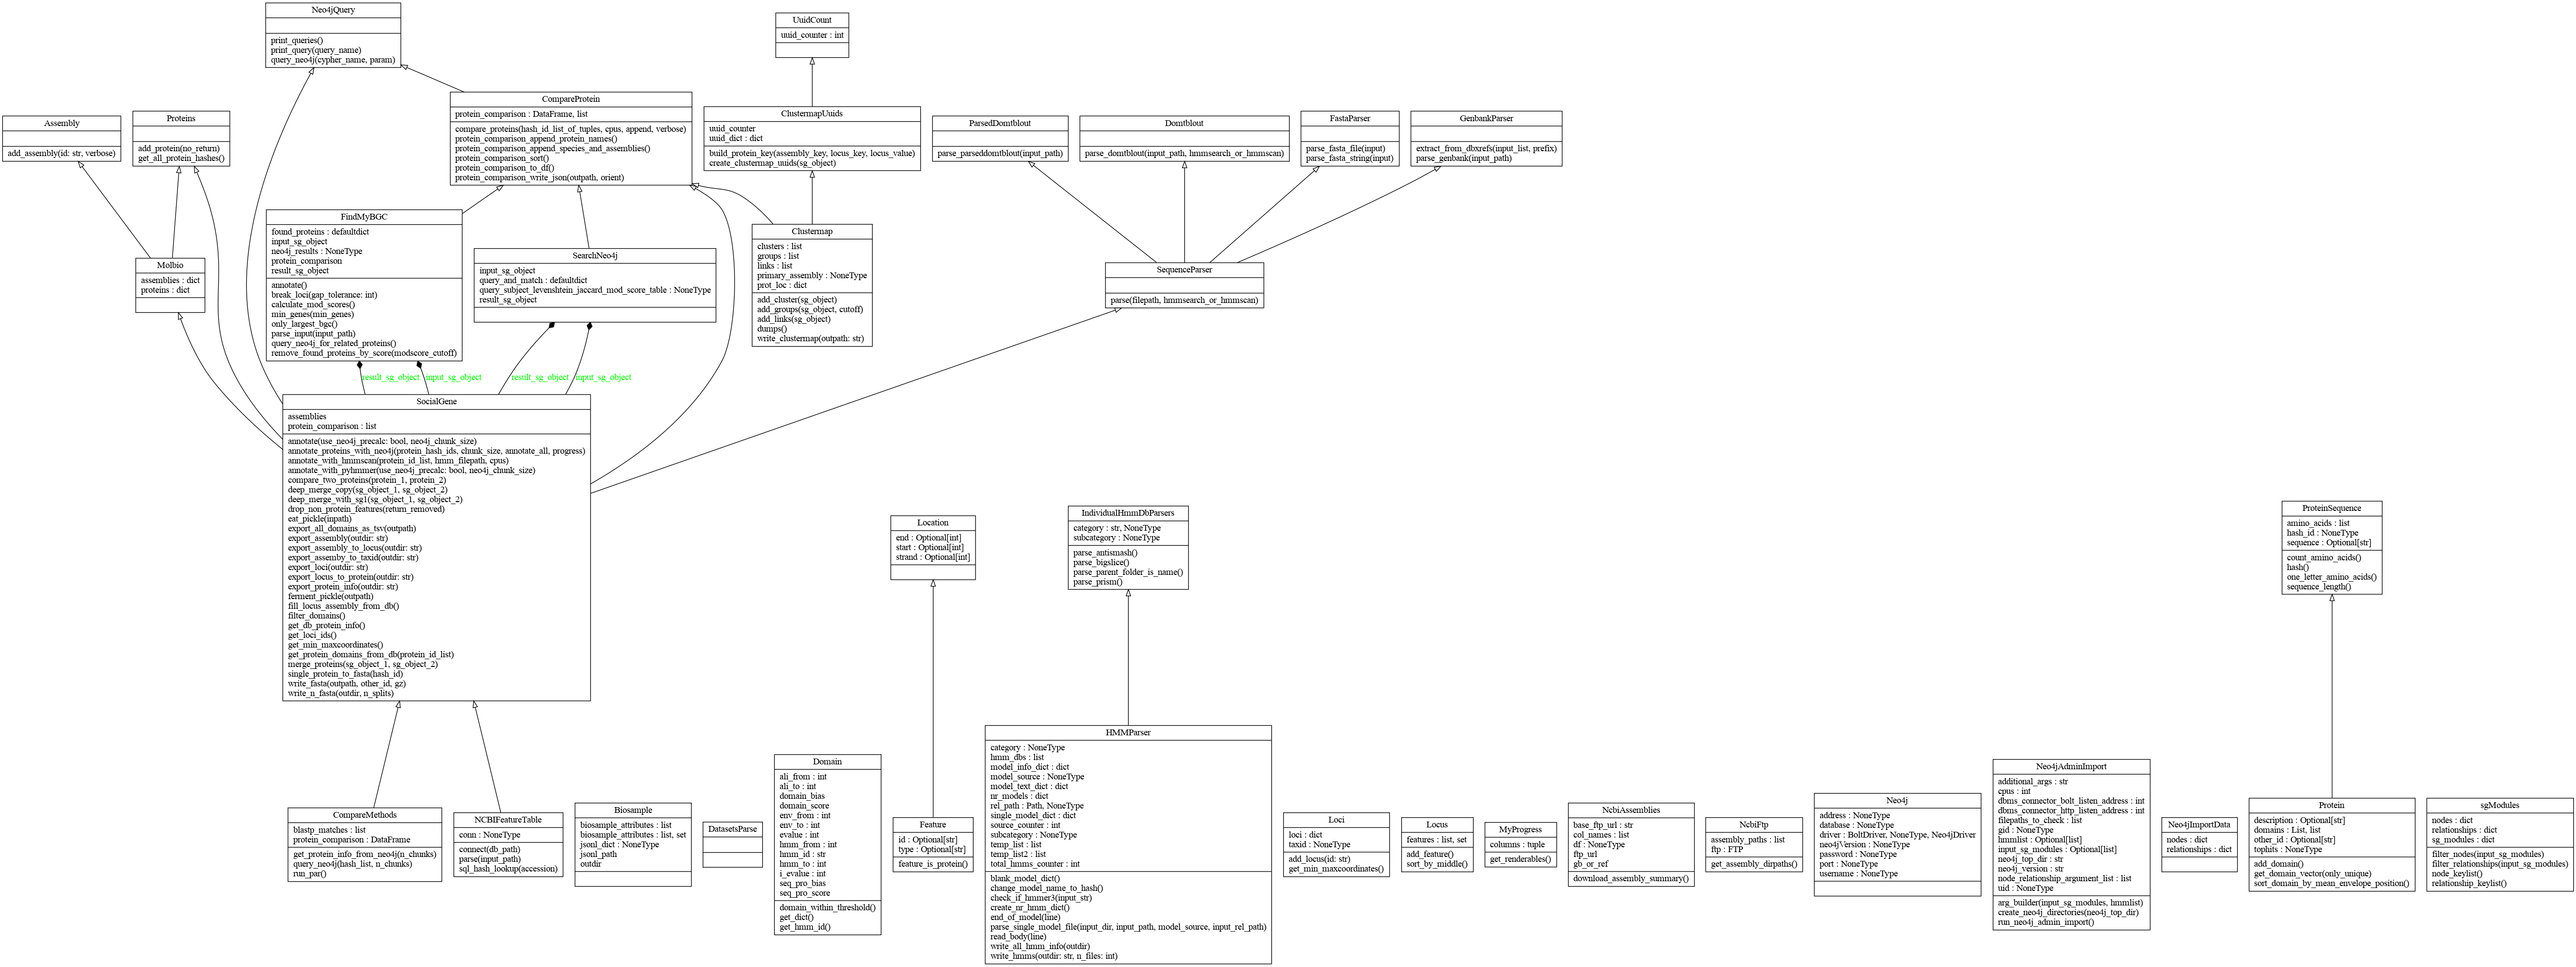 Neo4jQuery
print_queries()
print_query(query_name)
query_neo4j(cypher_name, param)
UuidCount
uuid_counter : int
Assembly
add_assembly(id: str, verbose)
Proteins
add_protein(no_return)
get_all_protein_hashes()
CompareProtein
protein_comparison : DataFrame, list
compare_proteins(hash_id_list_of_tuples, cpus, append, verbose)
protein_comparison_append_protein_names()
protein_comparison_append_species_and_assemblies()
protein_comparison_sort()
protein_comparison_to_df()
protein_comparison_write_json(outpath, orient)
ClustermapUuids
uuid_counter
uuid_dict : dict
build_protein_key(assembly_key, locus_key, locus_value)
create_clustermap_uuids(sg_object)
ParsedDomtblout
parse_parseddomtblout(input_path)
Domtblout
parse_domtblout(input_path, hmmsearch_or_hmmscan)
FastaParser
parse_fasta_file(input)
parse_fasta_string(input)
GenbankParser
extract_from_dbxrefs(input_list, prefix)
parse_genbank(input_path)
Molbio
assemblies : dict
proteins : dict
FindMyBGC
found_proteins : defaultdict
input_sg_object
neo4j_results : NoneType
protein_comparison
result_sg_object
annotate()
break_loci(gap_tolerance: int)
calculate_mod_scores()
min_genes(min_genes)
only_largest_bgc()
parse_input(input_path)
query_neo4j_for_related_proteins()
remove_found_proteins_by_score(modscore_cutoff)
SearchNeo4j
input_sg_object
query_and_match : defaultdict
query_subject_levenshtein_jaccard_mod_score_table : NoneType
result_sg_object
Clustermap
clusters : list
groups : list
links : list
primary_assembly : NoneType
prot_loc : dict
add_cluster(sg_object)
add_groups(sg_object, cutoff)
add_links(sg_object)
dumps()
write_clustermap(outpath: str)
SequenceParser
parse(filepath, hmmsearch_or_hmmscan)
result_sg_object
input_sg_object
result_sg_object
input_sg_object
SocialGene
assemblies
protein_comparison : list
annotate(use_neo4j_precalc: bool, neo4j_chunk_size)
annotate_proteins_with_neo4j(protein_hash_ids, chunk_size, annotate_all, progress)
annotate_with_hmmscan(protein_id_list, hmm_filepath, cpus)
annotate_with_pyhmmer(use_neo4j_precalc: bool, neo4j_chunk_size)
compare_two_proteins(protein_1, protein_2)
deep_merge_copy(sg_object_1, sg_object_2)
deep_merge_with_sg1(sg_object_1, sg_object_2)
drop_non_protein_features(return_removed)
eat_pickle(inpath)
export_all_domains_as_tsv(outpath)
export_assembly(outdir: str)
export_assembly_to_locus(outdir: str)
export_assemby_to_taxid(outdir: str)
export_loci(outdir: str)
export_locus_to_protein(outdir: str)
export_protein_info(outdir: str)
ferment_pickle(outpath)
fill_locus_assembly_from_db()
filter_domains()
get_db_protein_info()
get_loci_ids()
get_min_maxcoordinates()
get_protein_domains_from_db(protein_id_list)
merge_proteins(sg_object_1, sg_object_2)
single_protein_to_fasta(hash_id)
write_fasta(outpath, other_id, gz)
write_n_fasta(outdir, n_splits)
Location
end : Optional[int]
start : Optional[int]
strand : Optional[int]
IndividualHmmDbParsers
category : str, NoneType
subcategory : NoneType
parse_antismash()
parse_bigslice()
parse_parent_folder_is_name()
parse_prism()
ProteinSequence
amino_acids : list
hash_id : NoneType
sequence : Optional[str]
count_amino_acids()
hash()
one_letter_amino_acids()
sequence_length()
CompareMethods
blastp_matches : list
protein_comparison : DataFrame
get_protein_info_from_neo4j(n_chunks)
query_neo4j(hash_list, n_chunks)
run_par()
NCBIFeatureTable
conn : NoneType
connect(db_path)
parse(input_path)
sql_hash_lookup(accession)
Biosample
biosample_attributes : list
biosample_attributes : list, set
jsonl_dict : NoneType
jsonl_path
outdir
DatasetsParse
Domain
ali_from : int
ali_to : int
domain_bias
domain_score
env_from : int
env_to : int
evalue : int
hmm_from : int
hmm_id : str
hmm_to : int
i_evalue : int
seq_pro_bias
seq_pro_score
domain_within_threshold()
get_dict()
get_hmm_id()
Feature
id : Optional[str]
type : Optional[str]
feature_is_protein()
HMMParser
category : NoneType
hmm_dbs : list
model_info_dict : dict
model_source : NoneType
model_text_dict : dict
nr_models : dict
rel_path : Path, NoneType
single_model_dict : dict
source_counter : int
subcategory : NoneType
temp_list : list
temp_list2 : list
total_hmms_counter : int
blank_model_dict()
change_model_name_to_hash()
check_if_hmmer3(input_str)
create_nr_hmm_dict()
end_of_model(line)
parse_single_model_file(input_dir, input_path, model_source, input_rel_path)
read_body(line)
write_all_hmm_info(outdir)
write_hmms(outdir: str, n_files: int)
Loci
loci : dict
taxid : NoneType
add_locus(id: str)
get_min_maxcoordinates()
Locus
features : list, set
add_feature()
sort_by_middle()
MyProgress
columns : tuple
get_renderables()
NcbiAssemblies
base_ftp_url : str
col_names : list
df : NoneType
ftp_url
gb_or_ref
download_assembly_summary()
NcbiFtp
assembly_paths : list
ftp : FTP
get_assembly_dirpaths()
Neo4j
address : NoneType
database : NoneType
driver : BoltDriver, NoneType, Neo4jDriver
neo4jVersion : NoneType
password : NoneType
port : NoneType
username : NoneType
Neo4jAdminImport
additional_args : str
cpus : int
dbms_connector_bolt_listen_address : int
dbms_connector_http_listen_address : int
filepaths_to_check : list
gid : NoneType
hmmlist : Optional[list]
input_sg_modules : Optional[list]
neo4j_top_dir : str
neo4j_version : str
node_relationship_argument_list : list
uid : NoneType
arg_builder(input_sg_modules, hmmlist)
create_neo4j_directories(neo4j_top_dir)
run_neo4j_admin_import()
Neo4jImportData
nodes : dict
relationships : dict
Protein
description : Optional[str]
domains : List, list
other_id : Optional[str]
tophits : NoneType
add_domain()
get_domain_vector(only_unique)
sort_domain_by_mean_envelope_position()
sgModules
nodes : dict
relationships : dict
sg_modules : dict
filter_nodes(input_sg_modules)
filter_relationships(input_sg_modules)
node_keylist()
relationship_keylist()